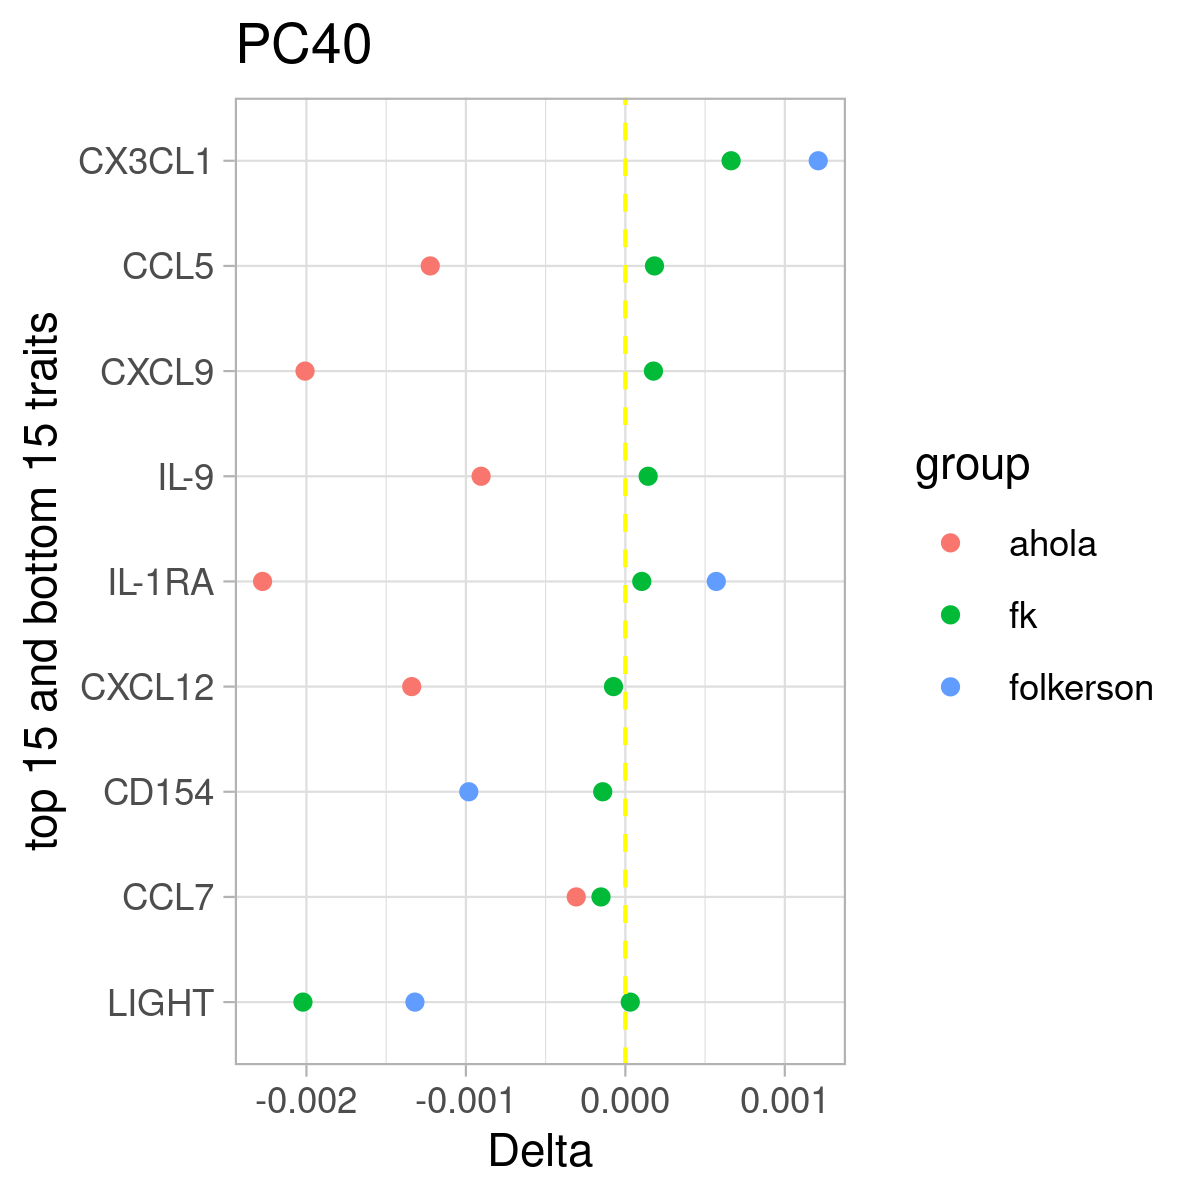 PC40
CX3CL1
CCL5
CXCL9
IL-9
IL-1RA
CXCL12
CD154
CCL7
LIGHT
top 15 and bottom 15 traits
-0.002 -0.001 0.000 0.001
Delta
group
ahola
fk
folkerson